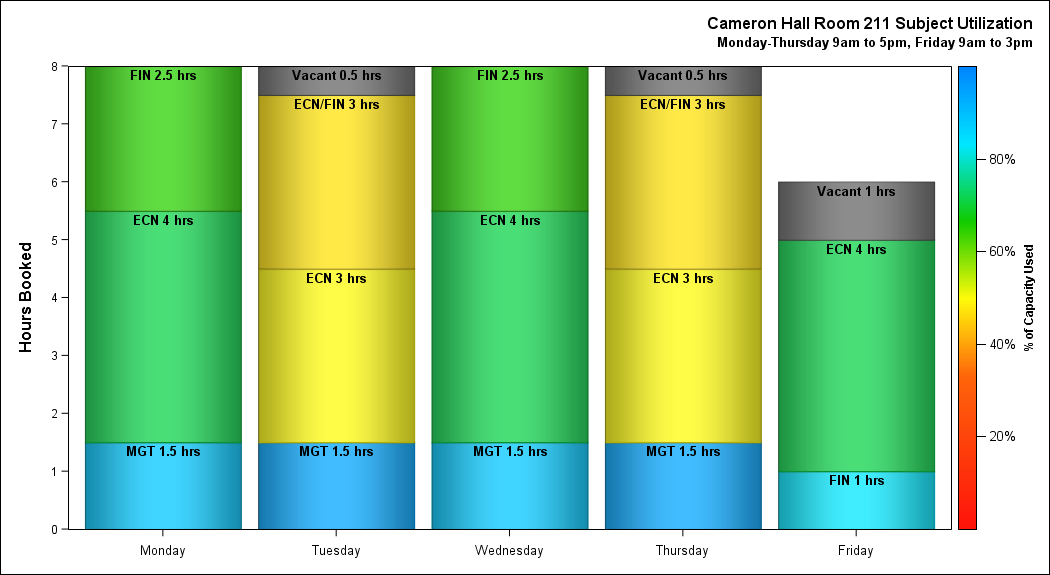 Cameron Hall Room 211 Subject Utilization
Monday-Thursday 9am to 5pm, Friday 9am to 3pm
Hours Booked
8
7
6
5
4
3
2
1
0
FIN 2.5 hrs
ECN 4 hrs
MGT 1.5 hrs
Vacant 0.5 hrs
ECN/FIN 3 hrs
ECN 3 hrs
MGT 1.5 hrs
FIN 2.5 hrs
ECN 4 hrs
MGT 1.5 hrs
Vacant 0.5 hrs
ECN/FIN 3 hrs
ECN 3 hrs
MGT 1.5 hrs
Vacant 1 hrs
ECN 4 hrs
FIN 1 hrs
Monday
Tuesday
Wednesday
Thursday
Friday
80%
60%
40%
20%
% of Capacity Used